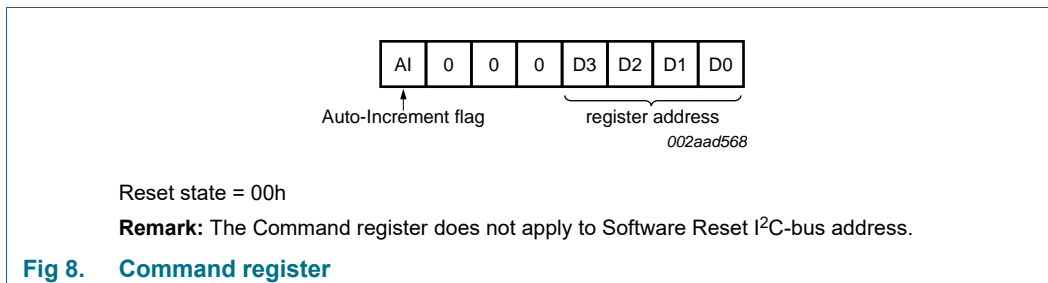 AI 0 0 0 D3 D2 D1 D0
Auto-Increment flag register address
002aad568
Reset state = 00h
Remark: The Command register does not apply to Software Reset I²C-bus address.
Fig 8. Command register